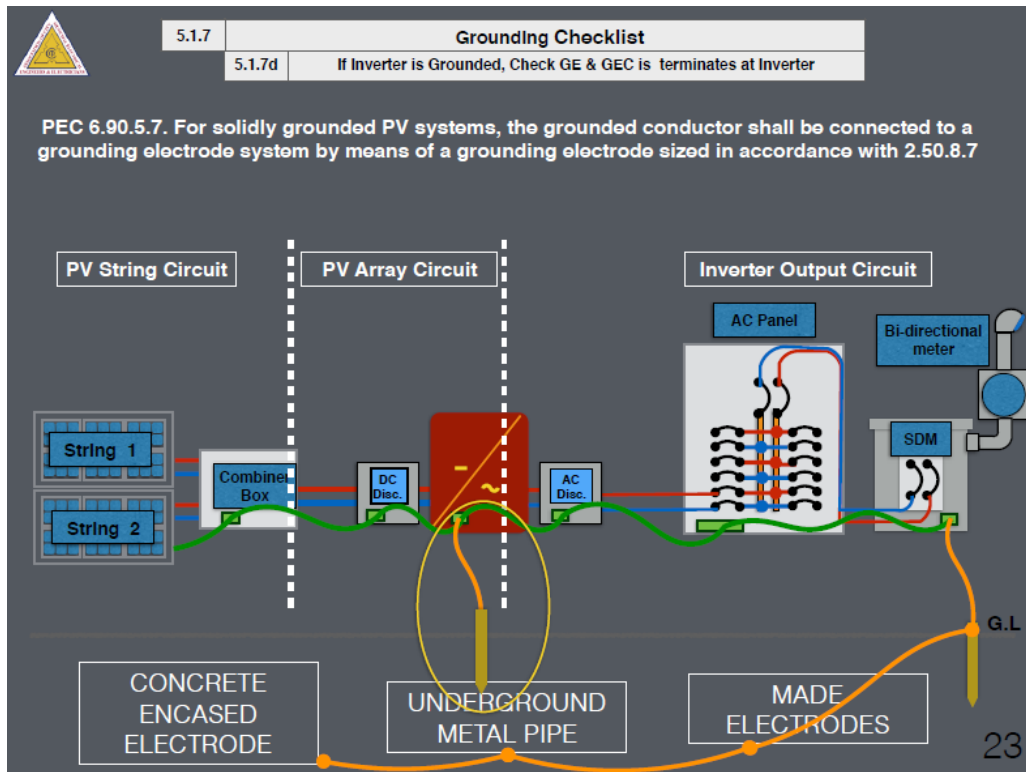 5.1.7
Grounding Checklist
5.1.7d
If Inverter is Grounded, Check GE & GEC is terminates at Inverter
PEC 6.90.5.7. For solidly grounded PV systems, the grounded conductor shall be connected to a
grounding electrode system by means of a grounding electrode sized in accordance with 2.50.8.7
PV String Circuit
PV Array Circuit
Inverter Output Circuit
AC Panel
Bi-directional
meter
String 1
String 2
Combiner
Box
DC
Disc.
AC
Disc.
SDM
G.L
CONCRETE
ENCASED
ELECTRODE
UNDERGROUND
METAL PIPE
MADE
ELECTRODES
23